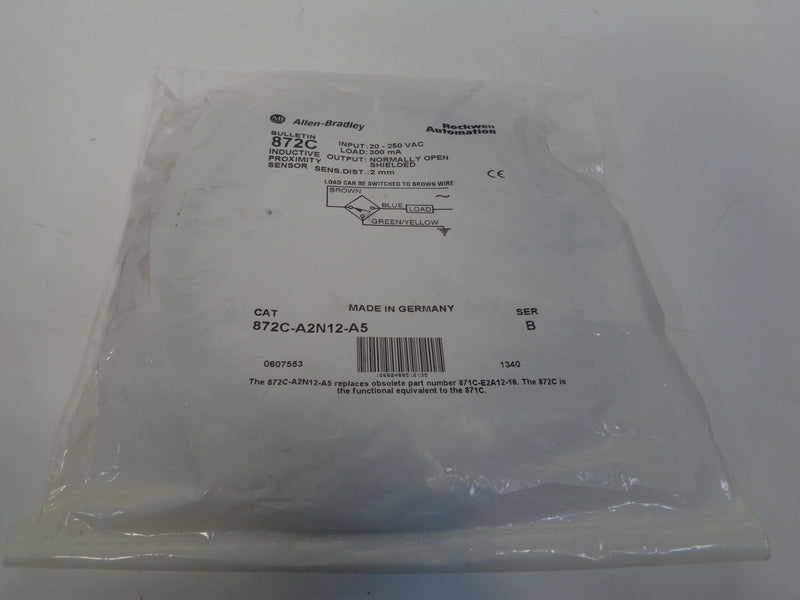 AB Allen-Bradley
Rockwell Automation
BULLETIN
872C
INDUCTIVE
PROXIMITY
SENSOR
INPUT: 20 - 250 VAC
LOAD: 300 mA
OUTPUT: NORMALLY OPEN
SHIELDED
SENS.DIST.: 2 mm
CE
LOAD CAN BE SWITCHED TO BROWN WIRE
BROWN
~
BLUE
LOAD
GREEN/YELLOW
MADE IN GERMANY
CAT
872C-A2N12-A5
SER
B
0607553
1340
The 872C-A2N12-A5 replaces obsolete part number 871C-E2A12-16. The 872C is
the functional equivalent to the 871C.